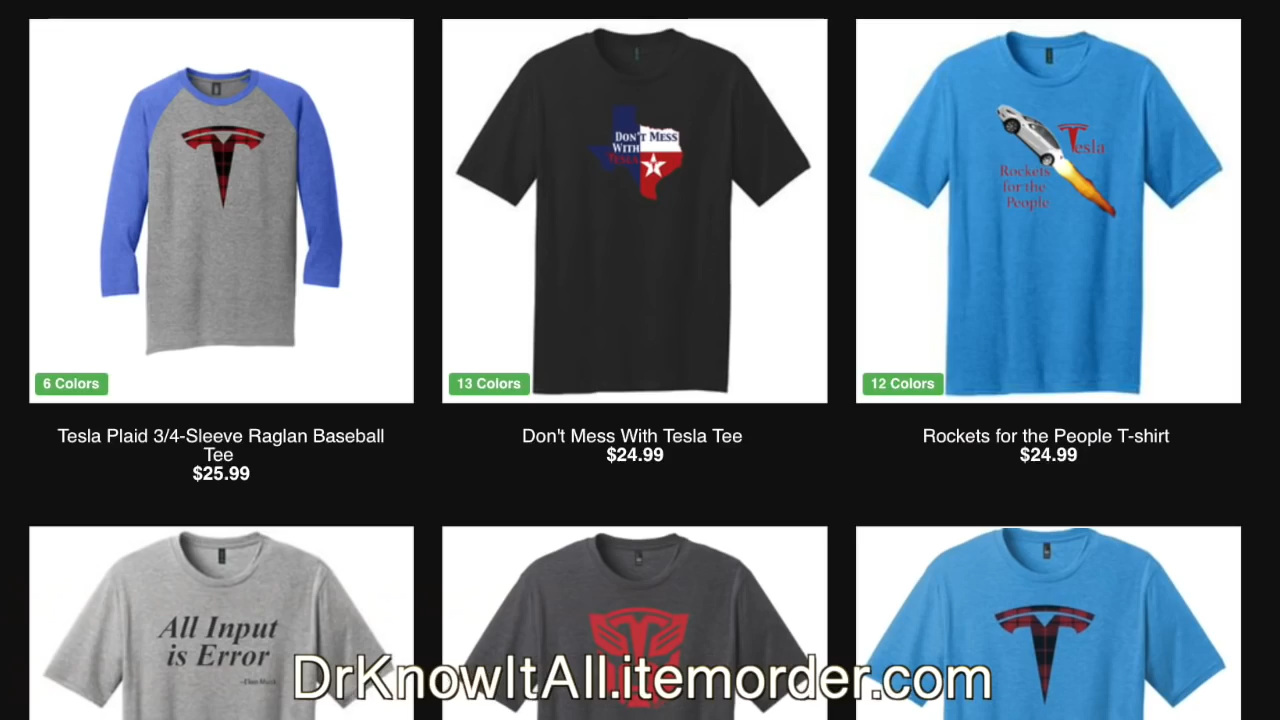 DON'T MESS
WITH
TESLA
Tesla
Rockets
for the
People
6 Colors
13 Colors
12 Colors
Tesla Plaid 3/4-Sleeve Raglan Baseball
Tee
$25.99
Don't Mess With Tesla Tee
$24.99
Rockets for the People T-shirt
$24.99
All Input
is Error
-Elon Musk
DrKnowItAll.itemorder.com